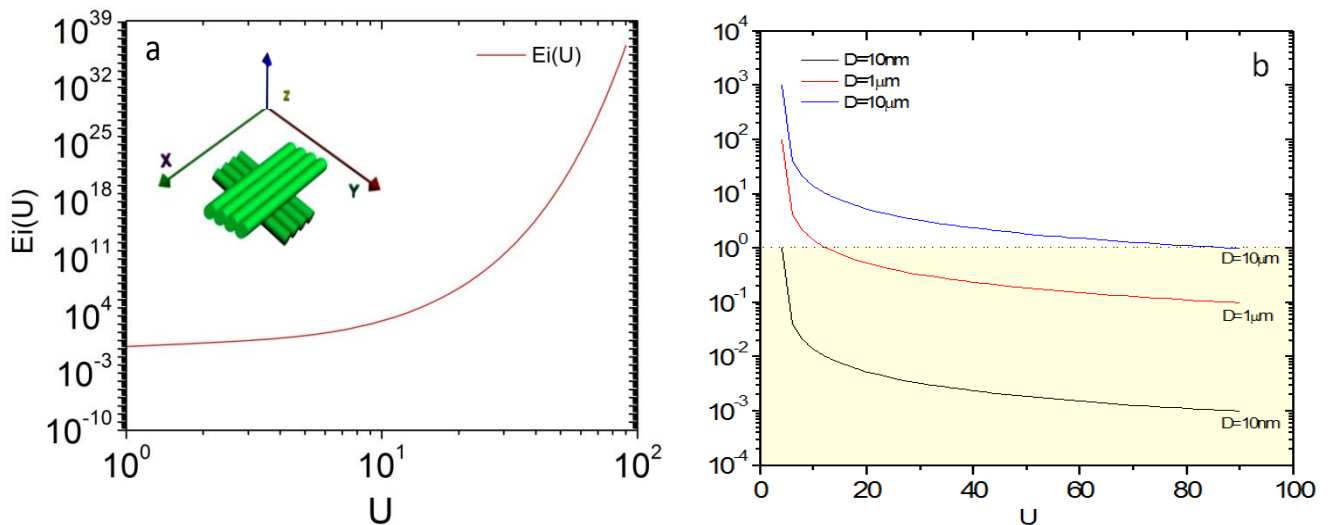 a
Ei(U)
10^39
10^32
10^25
10^18
10^11
10^4
10^-3
10^-10
Ei(U)
z
X
Y
10^0
10^1
10^2
U
b
D=10nm
D=1μm
D=10μm
10^4
10^3
10^2
10^1
10^0
10^-1
10^-2
10^-3
10^-4
D=10μm
D=1μm
D=10nm
0
20
40
60
80
100
U